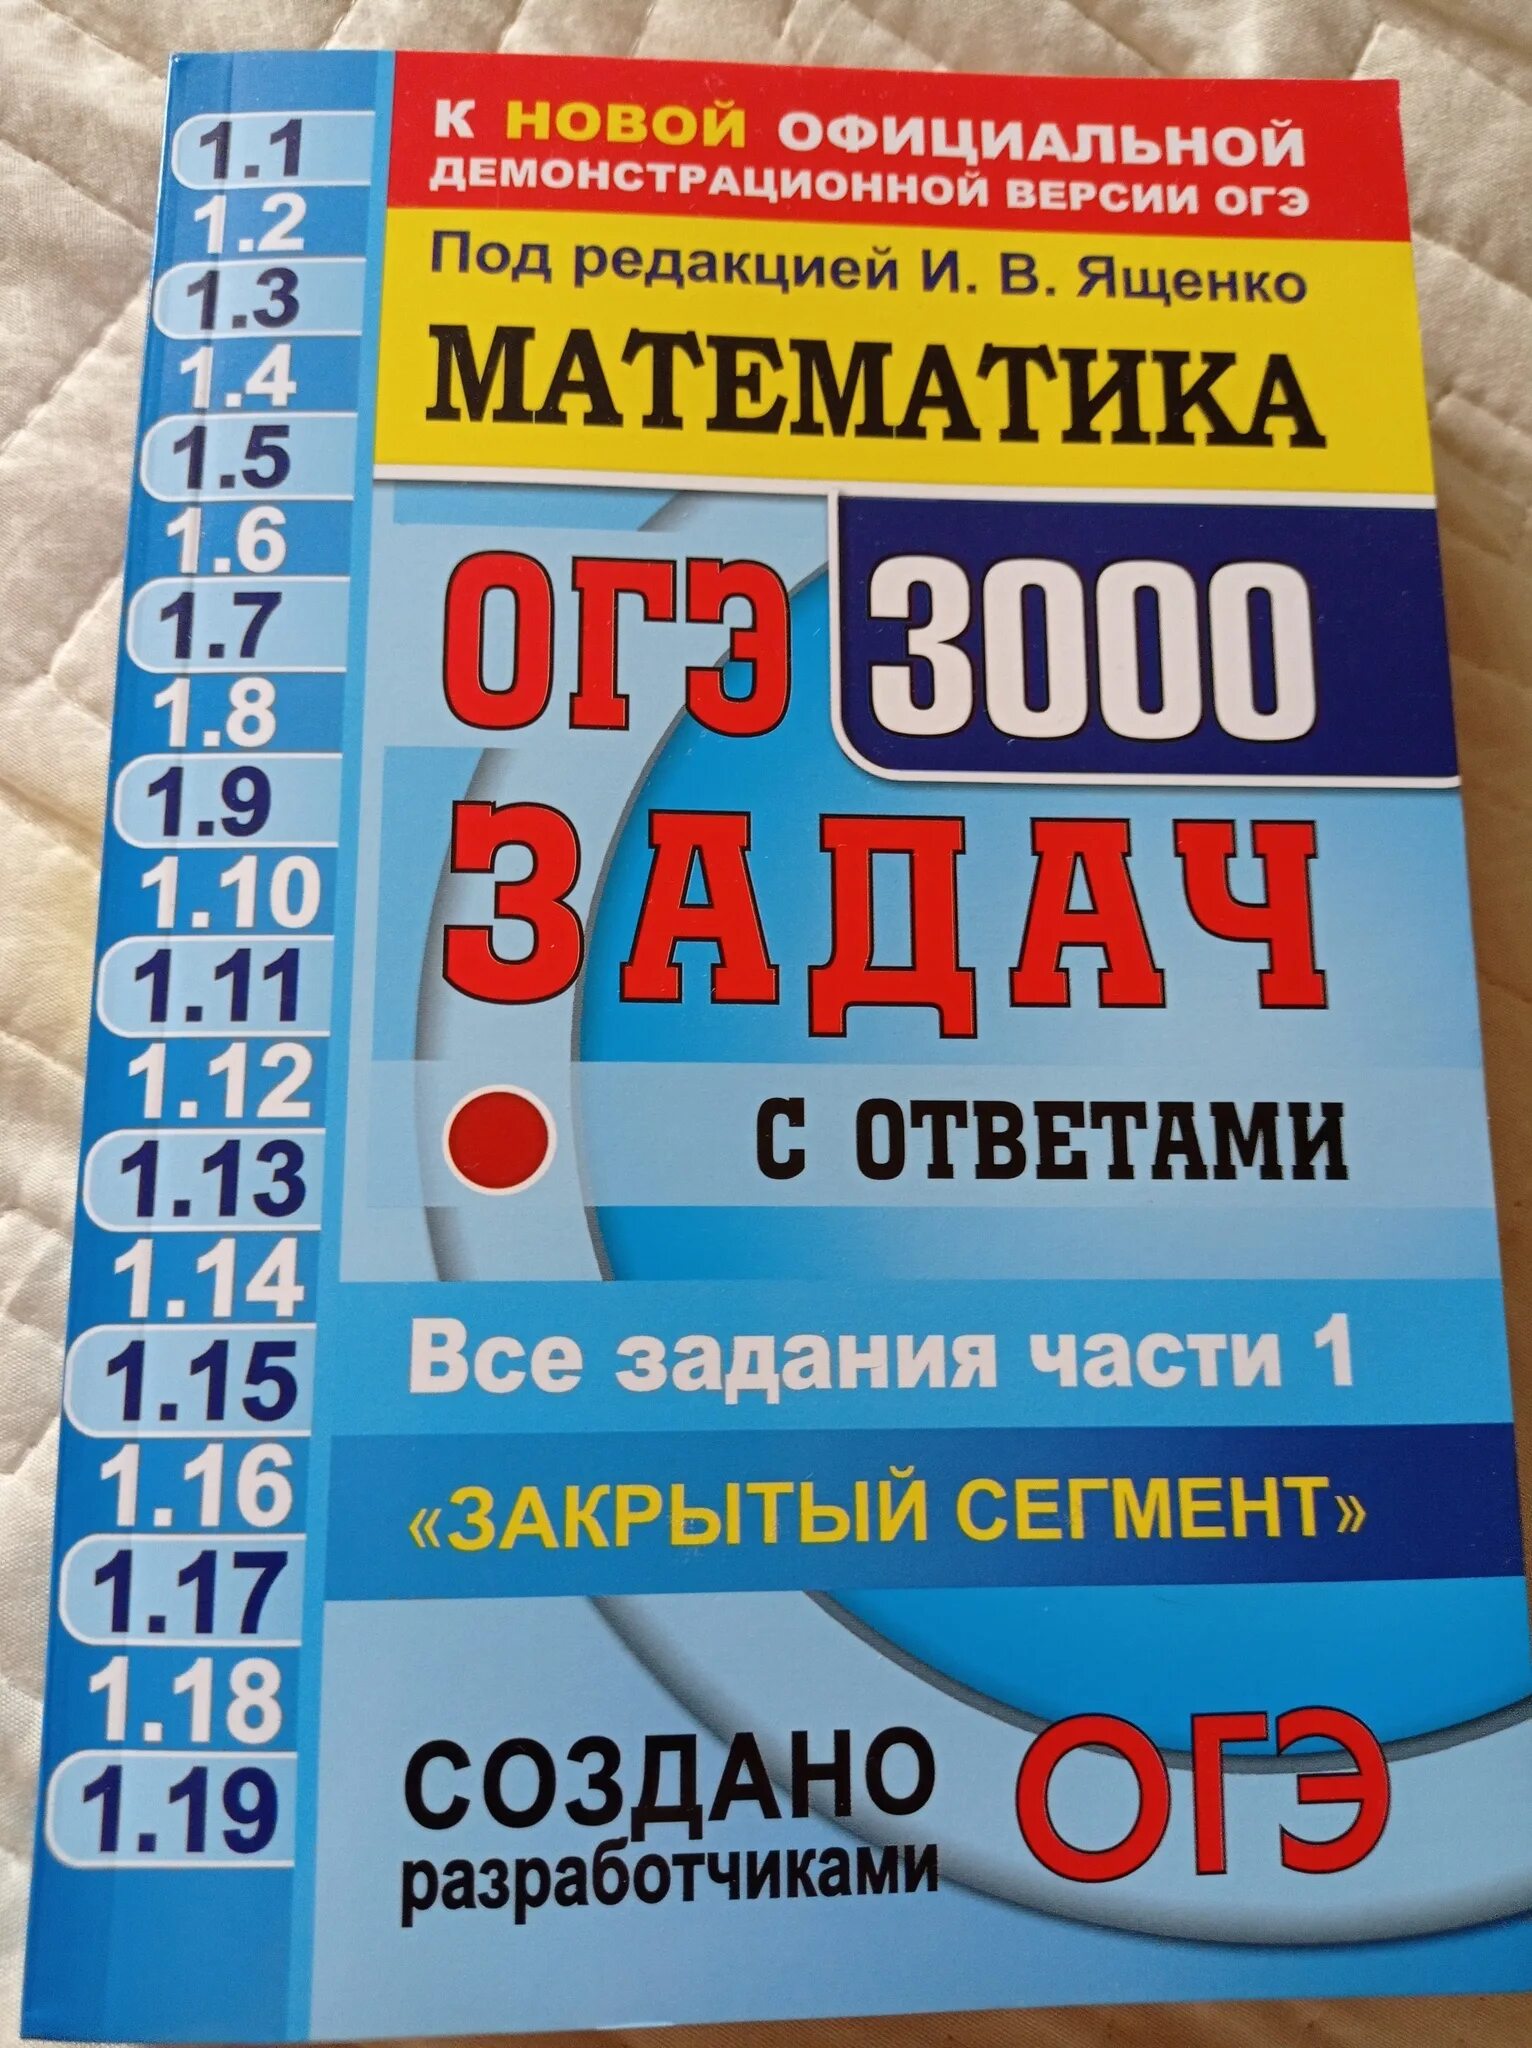 К НОВОЙ ОФИЦИАЛЬНОЙ
ДЕМОНСТРАЦИОННОЙ ВЕРСИИ ОГЭ
Под редакцией И. В. Ященко
МАТЕМАТИКА
ОГЭ 3000
ЗАДАЧ
С ОТВЕТАМИ
Все задания части 1
«ЗАКРЫТЫЙ СЕГМЕНТ»
СОЗДАНО
разработчиками
ОГЭ
1.1
1.2
1.3
1.4
1.5
1.6
1.7
1.8
1.9
1.10
1.11
1.12
1.13
1.14
1.15
1.16
1.17
1.18
1.19